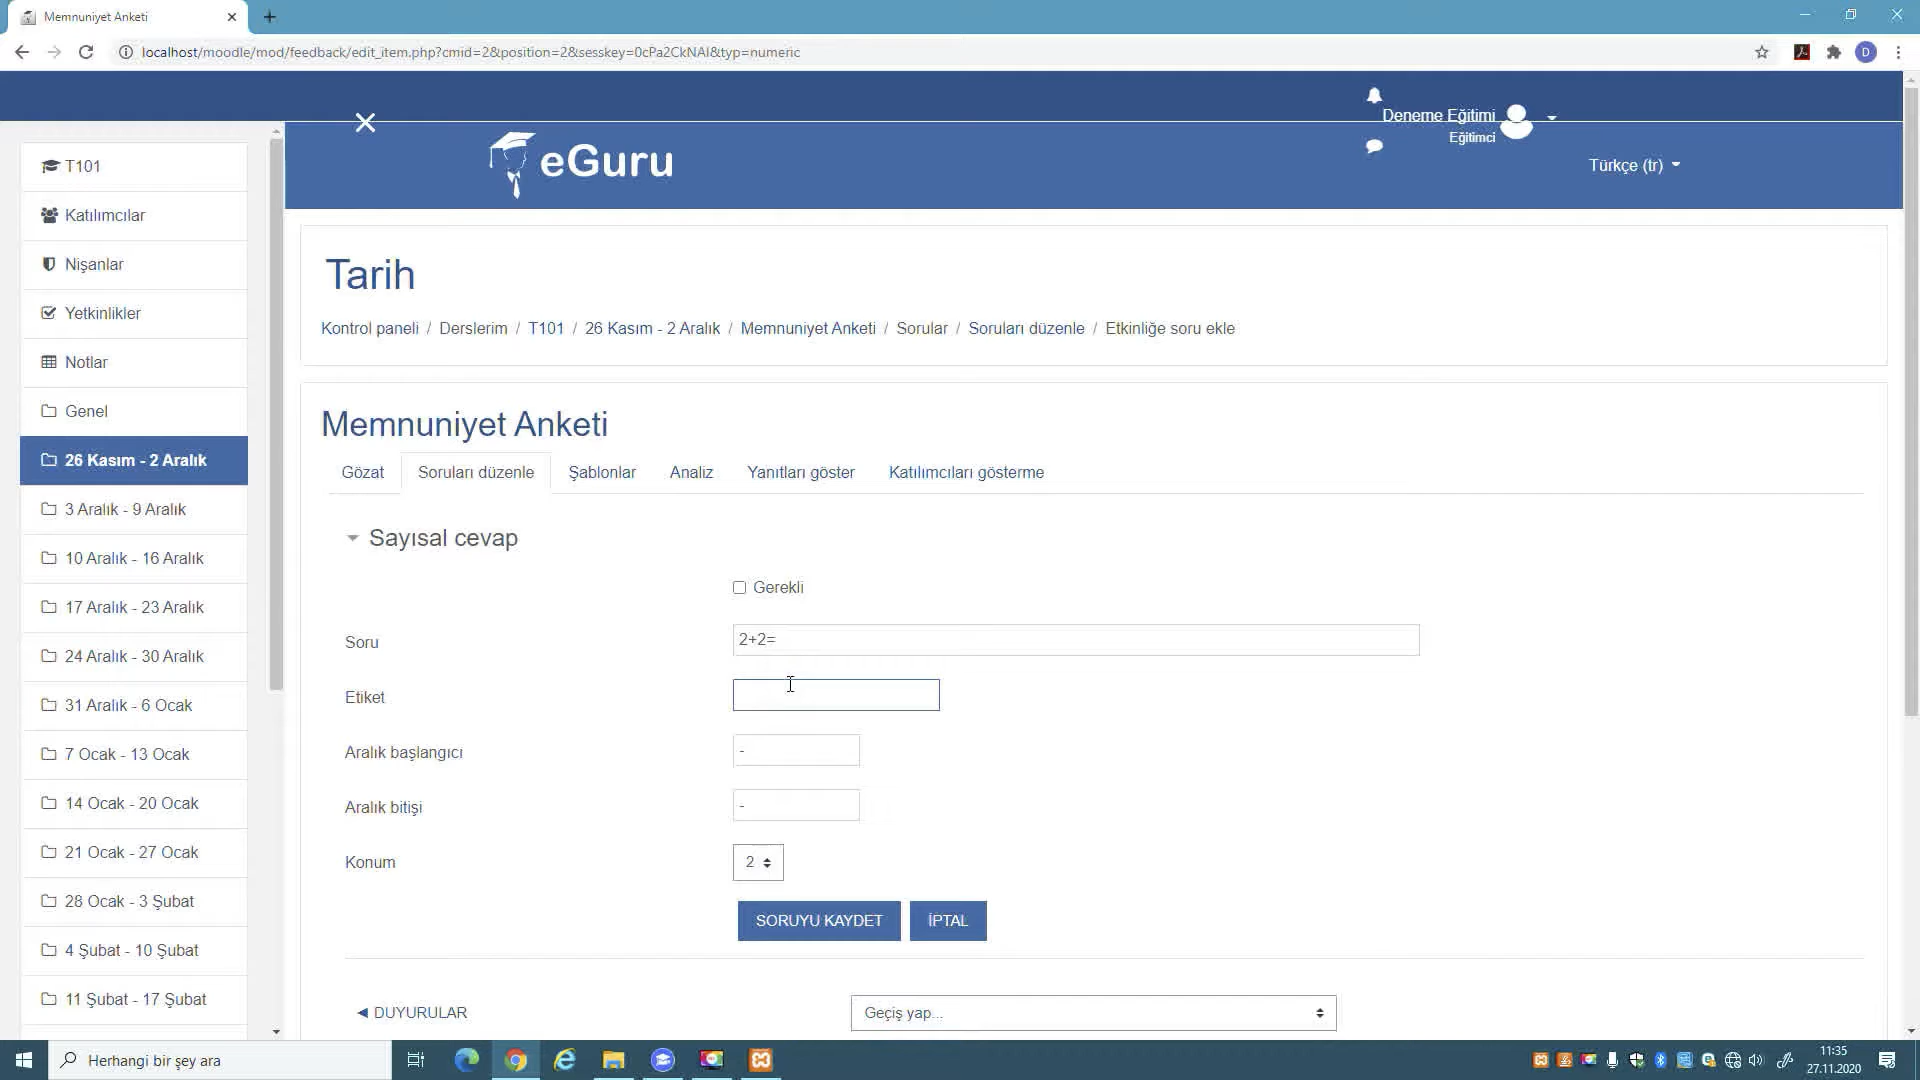 Memnuniyet Anketi
localhost/moodle/mod/feedback/edit_item.php?cmid=2&position=2&sesskey=0cPa2CkNAI&typ=numeric
D
Deneme Eğitimi
Eğitimci
eGuru
Türkçe (tr)
T101
Katılımcılar
Nişanlar
Yetkinlikler
Notlar
Genel
26 Kasım - 2 Aralık
3 Aralık - 9 Aralık
10 Aralık - 16 Aralık
17 Aralık - 23 Aralık
24 Aralık - 30 Aralık
31 Aralık - 6 Ocak
7 Ocak - 13 Ocak
14 Ocak - 20 Ocak
21 Ocak - 27 Ocak
28 Ocak - 3 Şubat
4 Şubat - 10 Şubat
11 Şubat - 17 Şubat
Tarih
Kontrol paneli / Derslerim / T101 / 26 Kasım - 2 Aralık / Memnuniyet Anketi / Sorular / Soruları düzenle / Etkinliğe soru ekle
Memnuniyet Anketi
Gözat Soruları düzenle Şablonlar Analiz Yanıtları göster Katılımcıları gösterme
Sayısal cevap
Gerekli
Soru 2+2=
Etiket
Aralık başlangıcı -
Aralık bitişi -
Konum 2
SORUYU KAYDET İPTAL
◄ DUYURULAR Geçiş yap...
Herhangi bir şey ara
11:35
27.11.2020